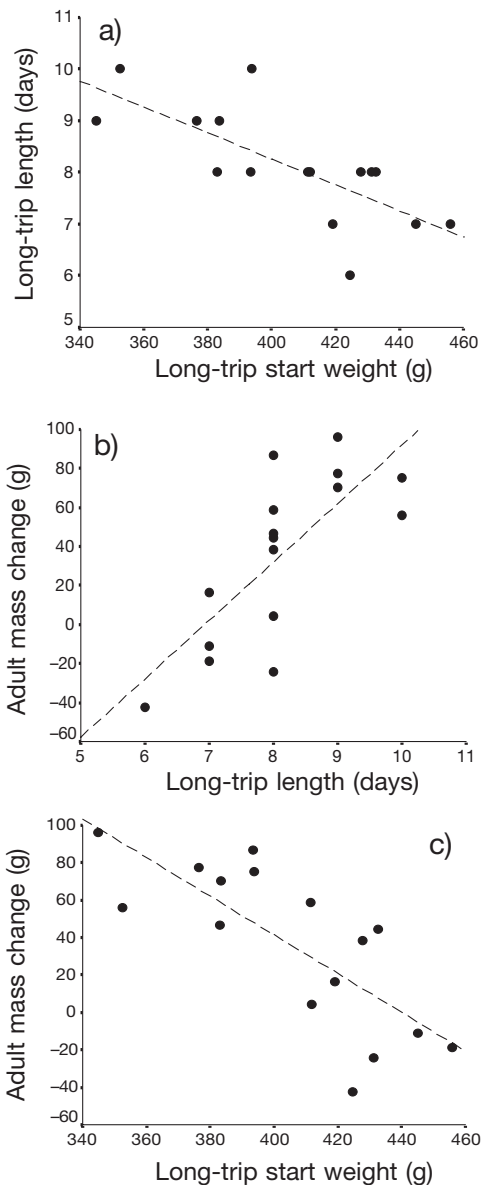 a)
Long-trip length (days)
11
10
9
8
7
6
5
340 360 380 400 420 440 460
Long-trip start weight (g)
b)
Adult mass change (g)
100
80
60
40
20
0
−20
−40
−60
5 6 7 8 9 10 11
Long-trip length (days)
c)
Adult mass change (g)
100
80
60
40
20
0
−20
−40
−60
340 360 380 400 420 440 460
Long-trip start weight (g)